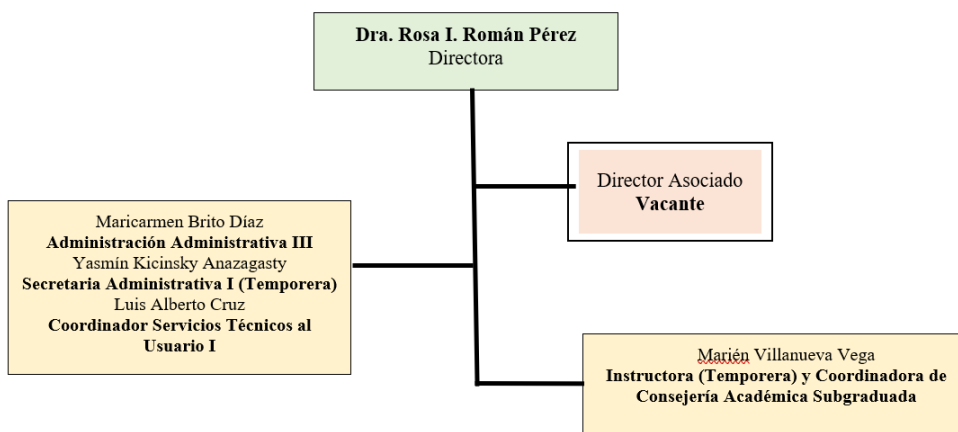 Dra. Rosa I. Román Pérez
Directora
Director Asociado
Vacante
Maricarmen Brito Díaz
Administración Administrativa III
Yasmín Kicinsky Anazagasty
Secretaria Administrativa I (Temporera)
Luis Alberto Cruz
Coordinador Servicios Técnicos al
Usuario I
Marién Villanueva Vega
Instructora (Temporera) y Coordinadora de
Consejería Académica Subgraduada